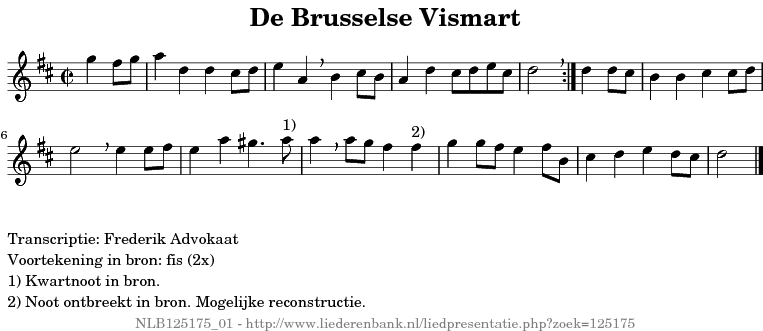 De Brusselse Vismart
1)
6
2)
Transcriptie: Frederik Advokaat
Voortekening in bron: fis (2x)
1) Kwartnoot in bron.
2) Noot ontbreekt in bron. Mogelijke reconstructie.
NLB125175_01 - http://www.liederenbank.nl/liedpresentatie.php?zoek=125175